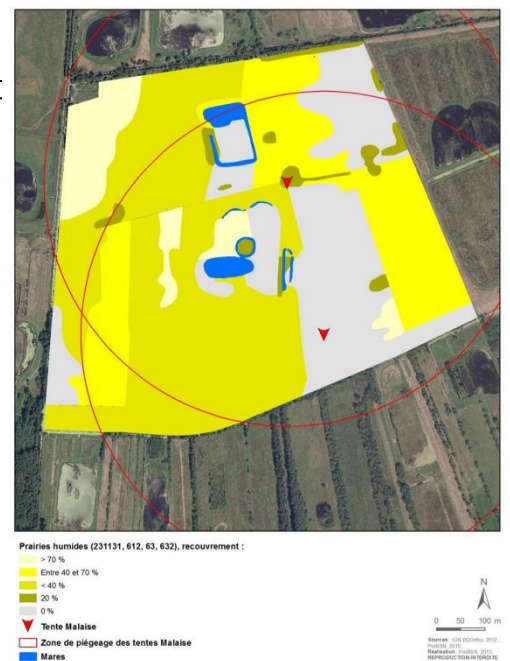 Prairies humides (231131, 612, 63, 632), recouvrement :
> 70 %
Entre 40 et 70 %
< 40 %
20 %
0 %
Tente Malaise
Zone de piégeage des tentes Malaise
Mares
N
0 50 100 m
Sources : IGN BDOrtho, 2012 ;
2015.
Réalisation : 2015.
REPRODUCTION INTERDITE